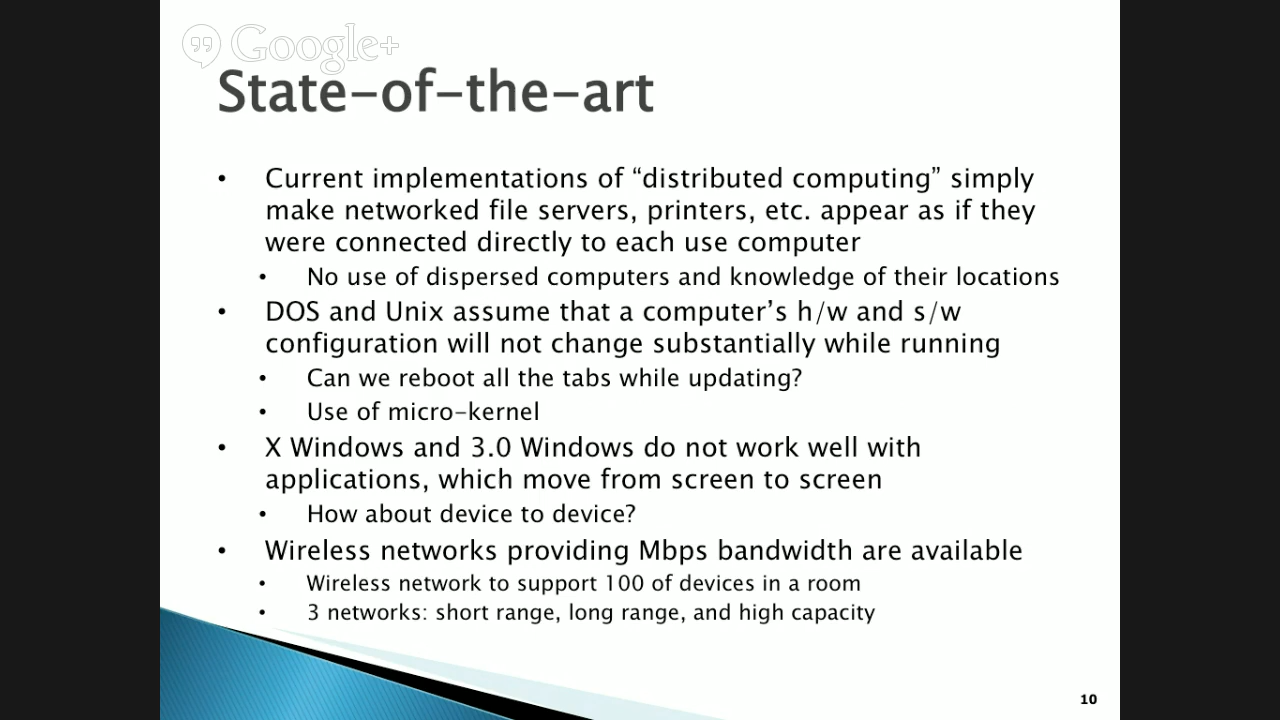 Google+
State-of-the-art
• Current implementations of “distributed computing” simply
make networked file servers, printers, etc. appear as if they
were connected directly to each use computer
• No use of dispersed computers and knowledge of their locations
• DOS and Unix assume that a computer’s h/w and s/w
configuration will not change substantially while running
• Can we reboot all the tabs while updating?
• Use of micro-kernel
• X Windows and 3.0 Windows do not work well with
applications, which move from screen to screen
• How about device to device?
• Wireless networks providing Mbps bandwidth are available
• Wireless network to support 100 of devices in a room
• 3 networks: short range, long range, and high capacity
10